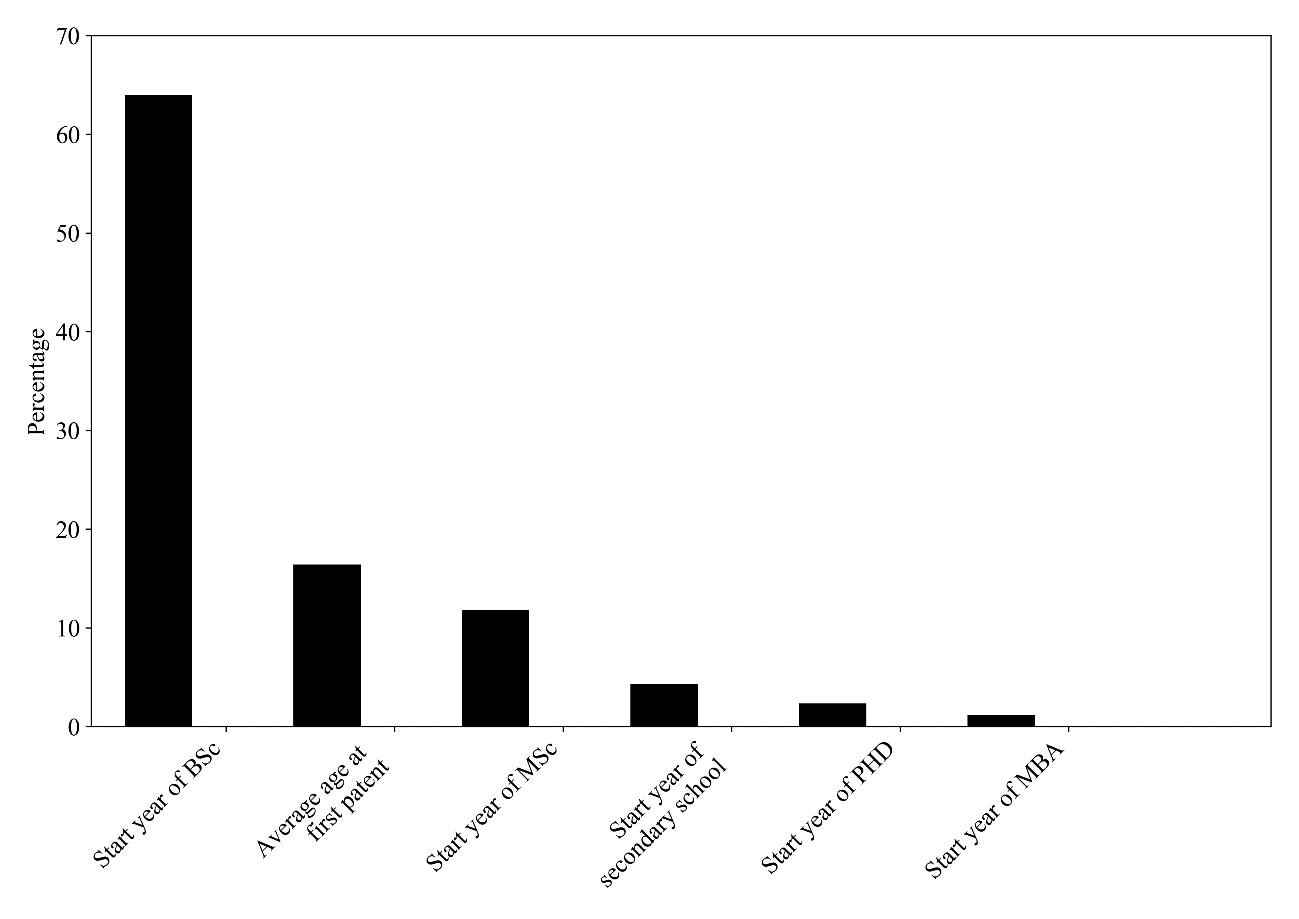 70
60
50
40
30
20
10
0
Percentage
Start year of BSc
Average age at
first patent
Start year of MSc
Start year of
secondary school
Start year of PHD
Start year of MBA